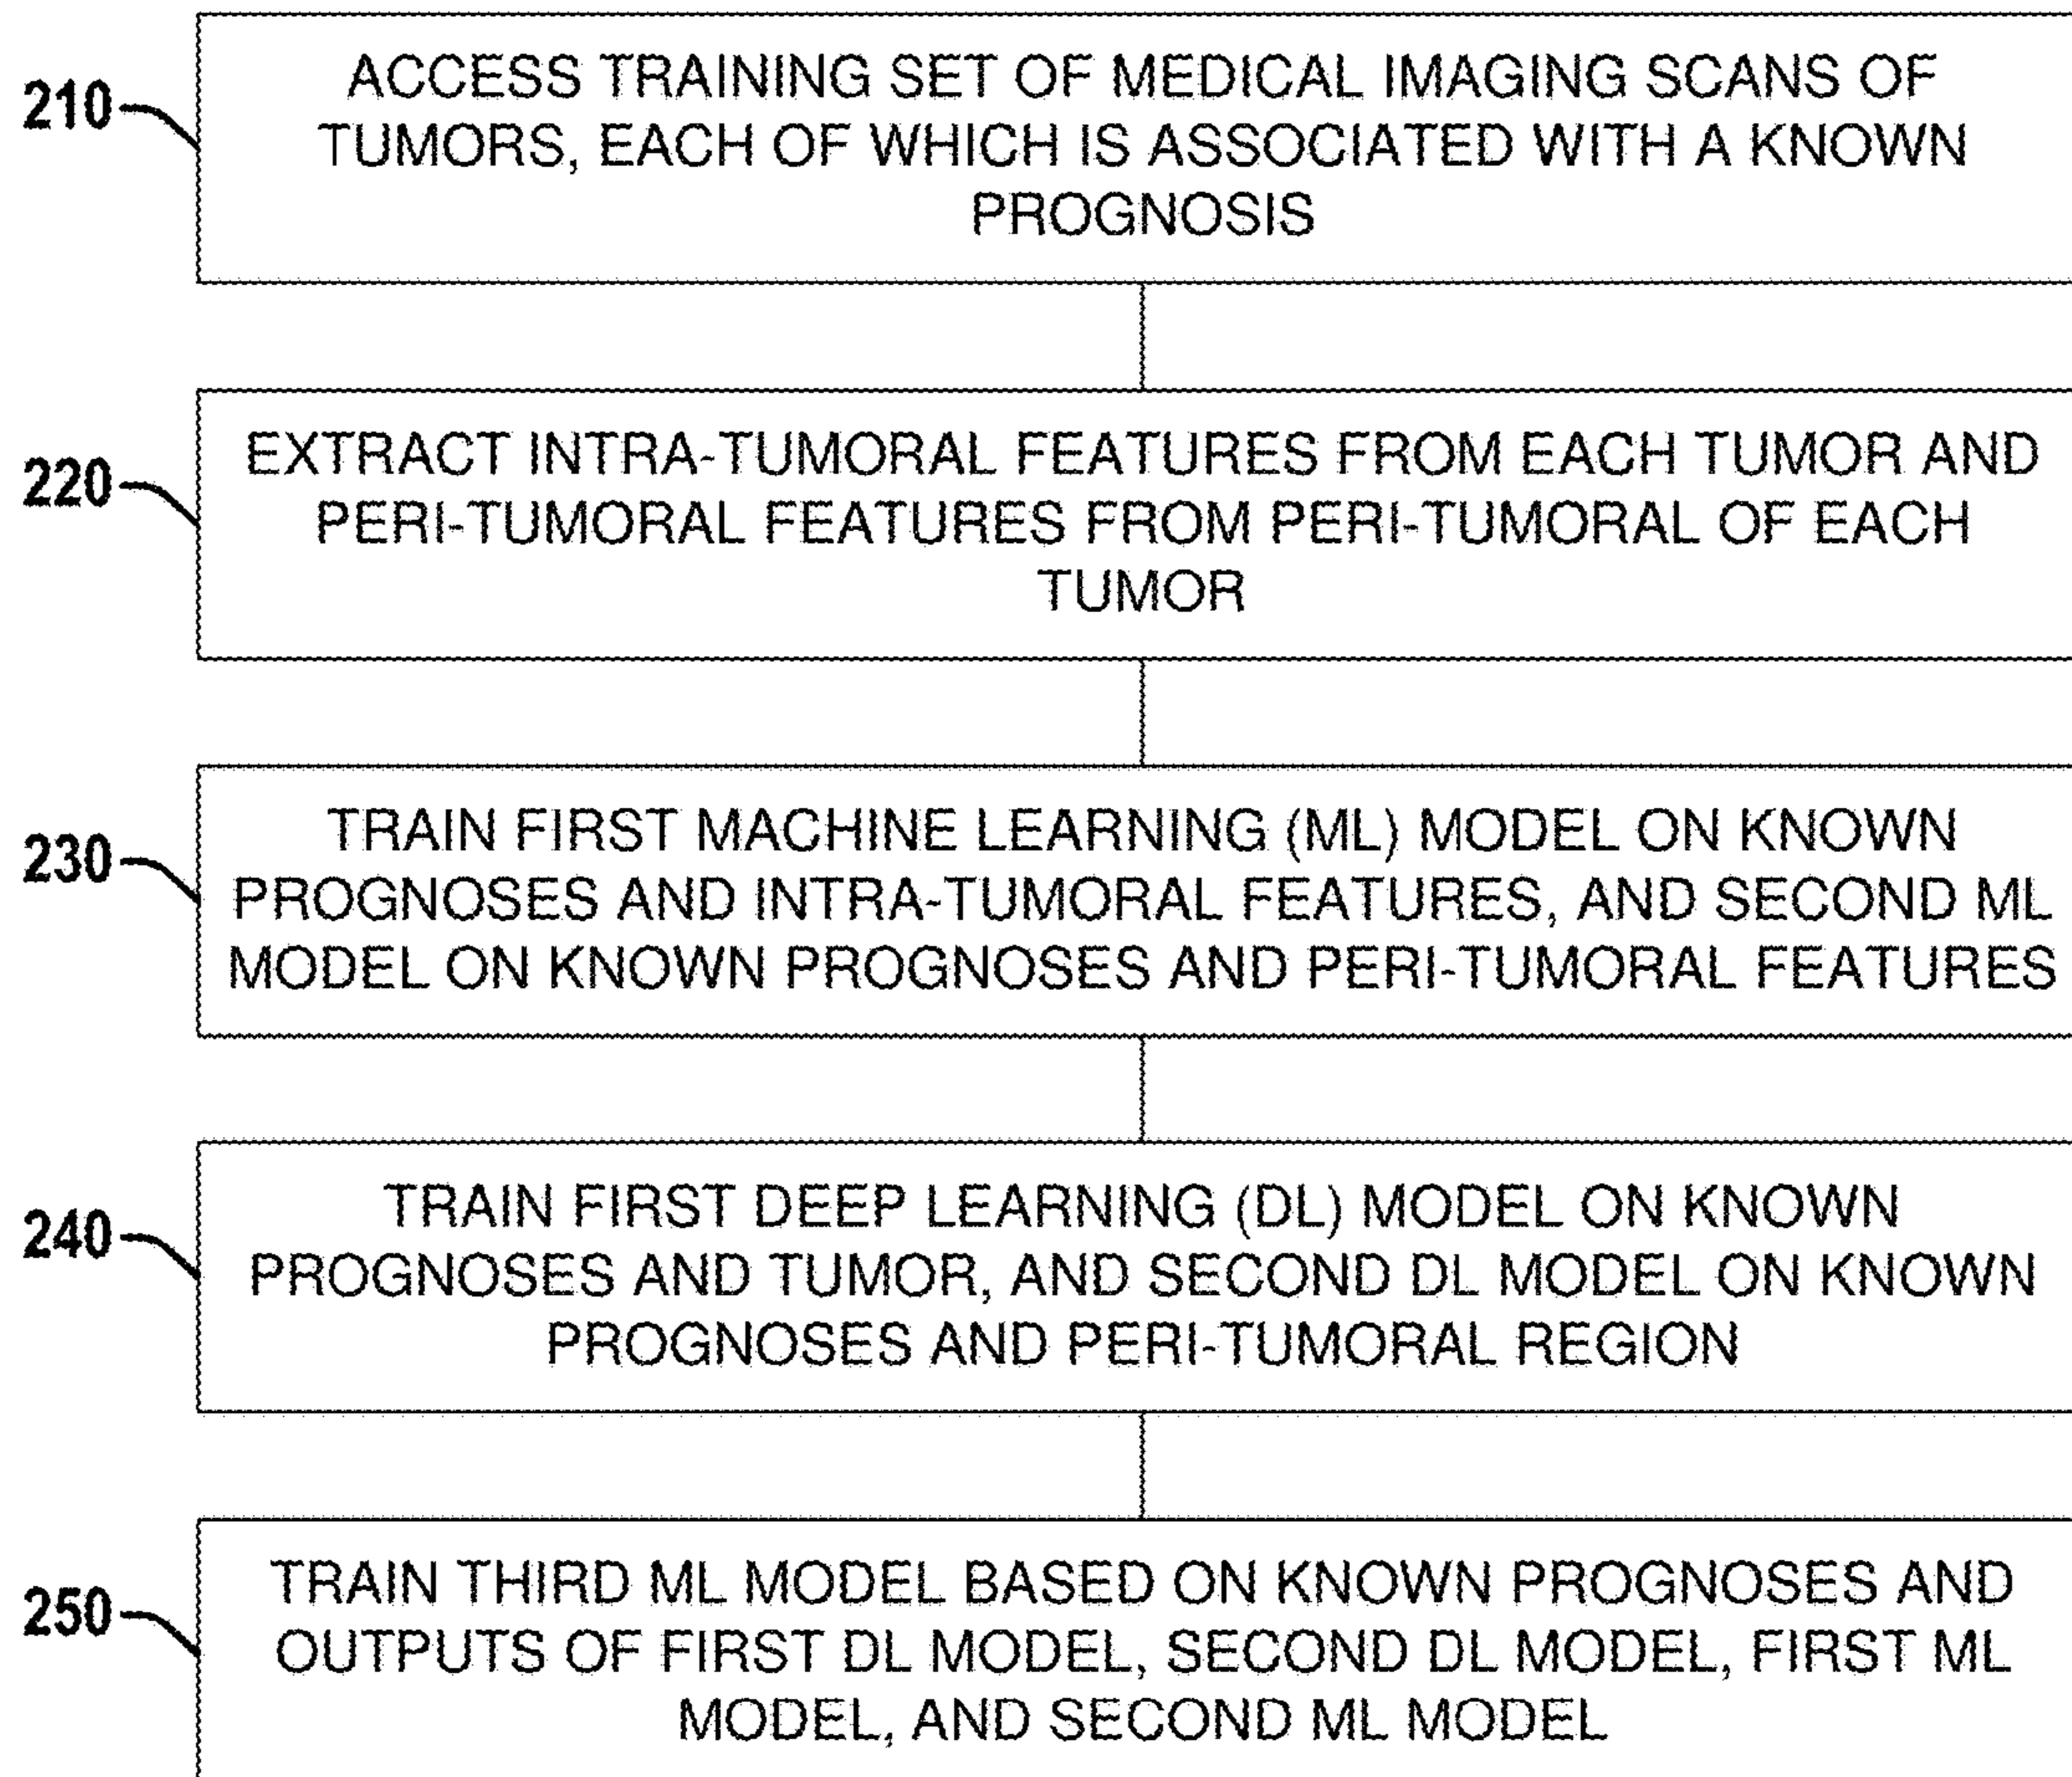 210
ACCESS TRAINING SET OF MEDICAL IMAGING SCANS OF
TUMORS, EACH OF WHICH IS ASSOCIATED WITH A KNOWN
PROGNOSIS
220
EXTRACT INTRA-TUMORAL FEATURES FROM EACH TUMOR AND
PERI-TUMORAL FEATURES FROM PERI-TUMORAL OF EACH
TUMOR
230
TRAIN FIRST MACHINE LEARNING (ML) MODEL ON KNOWN
PROGNOSES AND INTRA-TUMORAL FEATURES, AND SECOND ML
MODEL ON KNOWN PROGNOSES AND PERI-TUMORAL FEATURES
240
TRAIN FIRST DEEP LEARNING (DL) MODEL ON KNOWN
PROGNOSES AND TUMOR, AND SECOND DL MODEL ON KNOWN
PROGNOSES AND PERI-TUMORAL REGION
250
TRAIN THIRD ML MODEL BASED ON KNOWN PROGNOSES AND
OUTPUTS OF FIRST DL MODEL, SECOND DL MODEL, FIRST ML
MODEL, AND SECOND ML MODEL